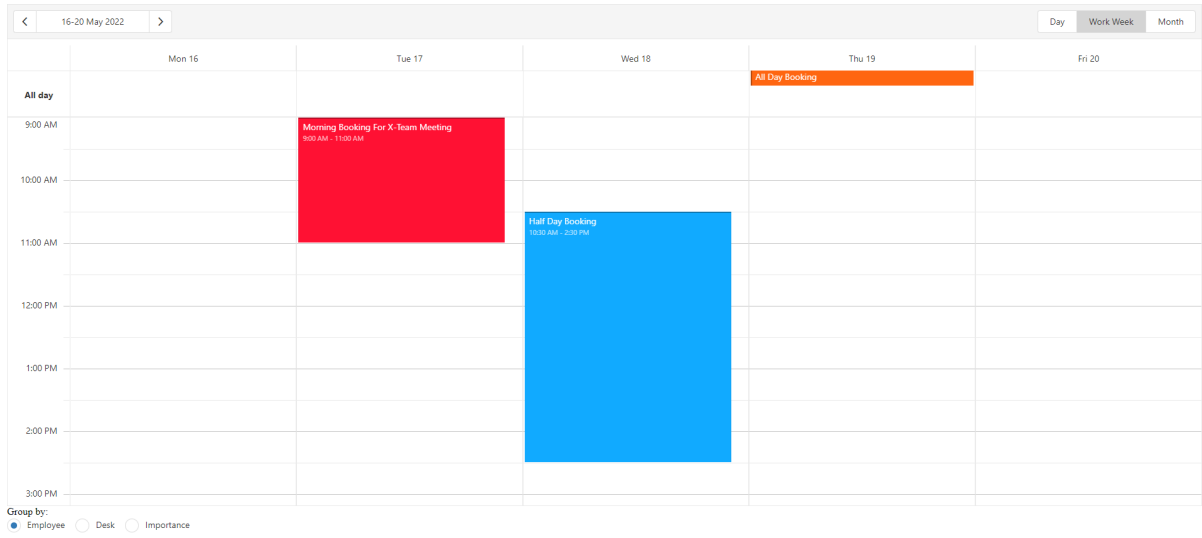 16-20 May 2022
Day Work Week Month
Mon 16 Tue 17 Wed 18 Thu 19 Fri 20
All day
All Day Booking
9:00 AM
Morning Booking For X-Team Meeting
9:00 AM - 11:00 AM
10:00 AM
Half Day Booking
10:30 AM - 2:30 PM
11:00 AM
12:00 PM
1:00 PM
2:00 PM
3:00 PM
Group by:
Employee Desk Importance